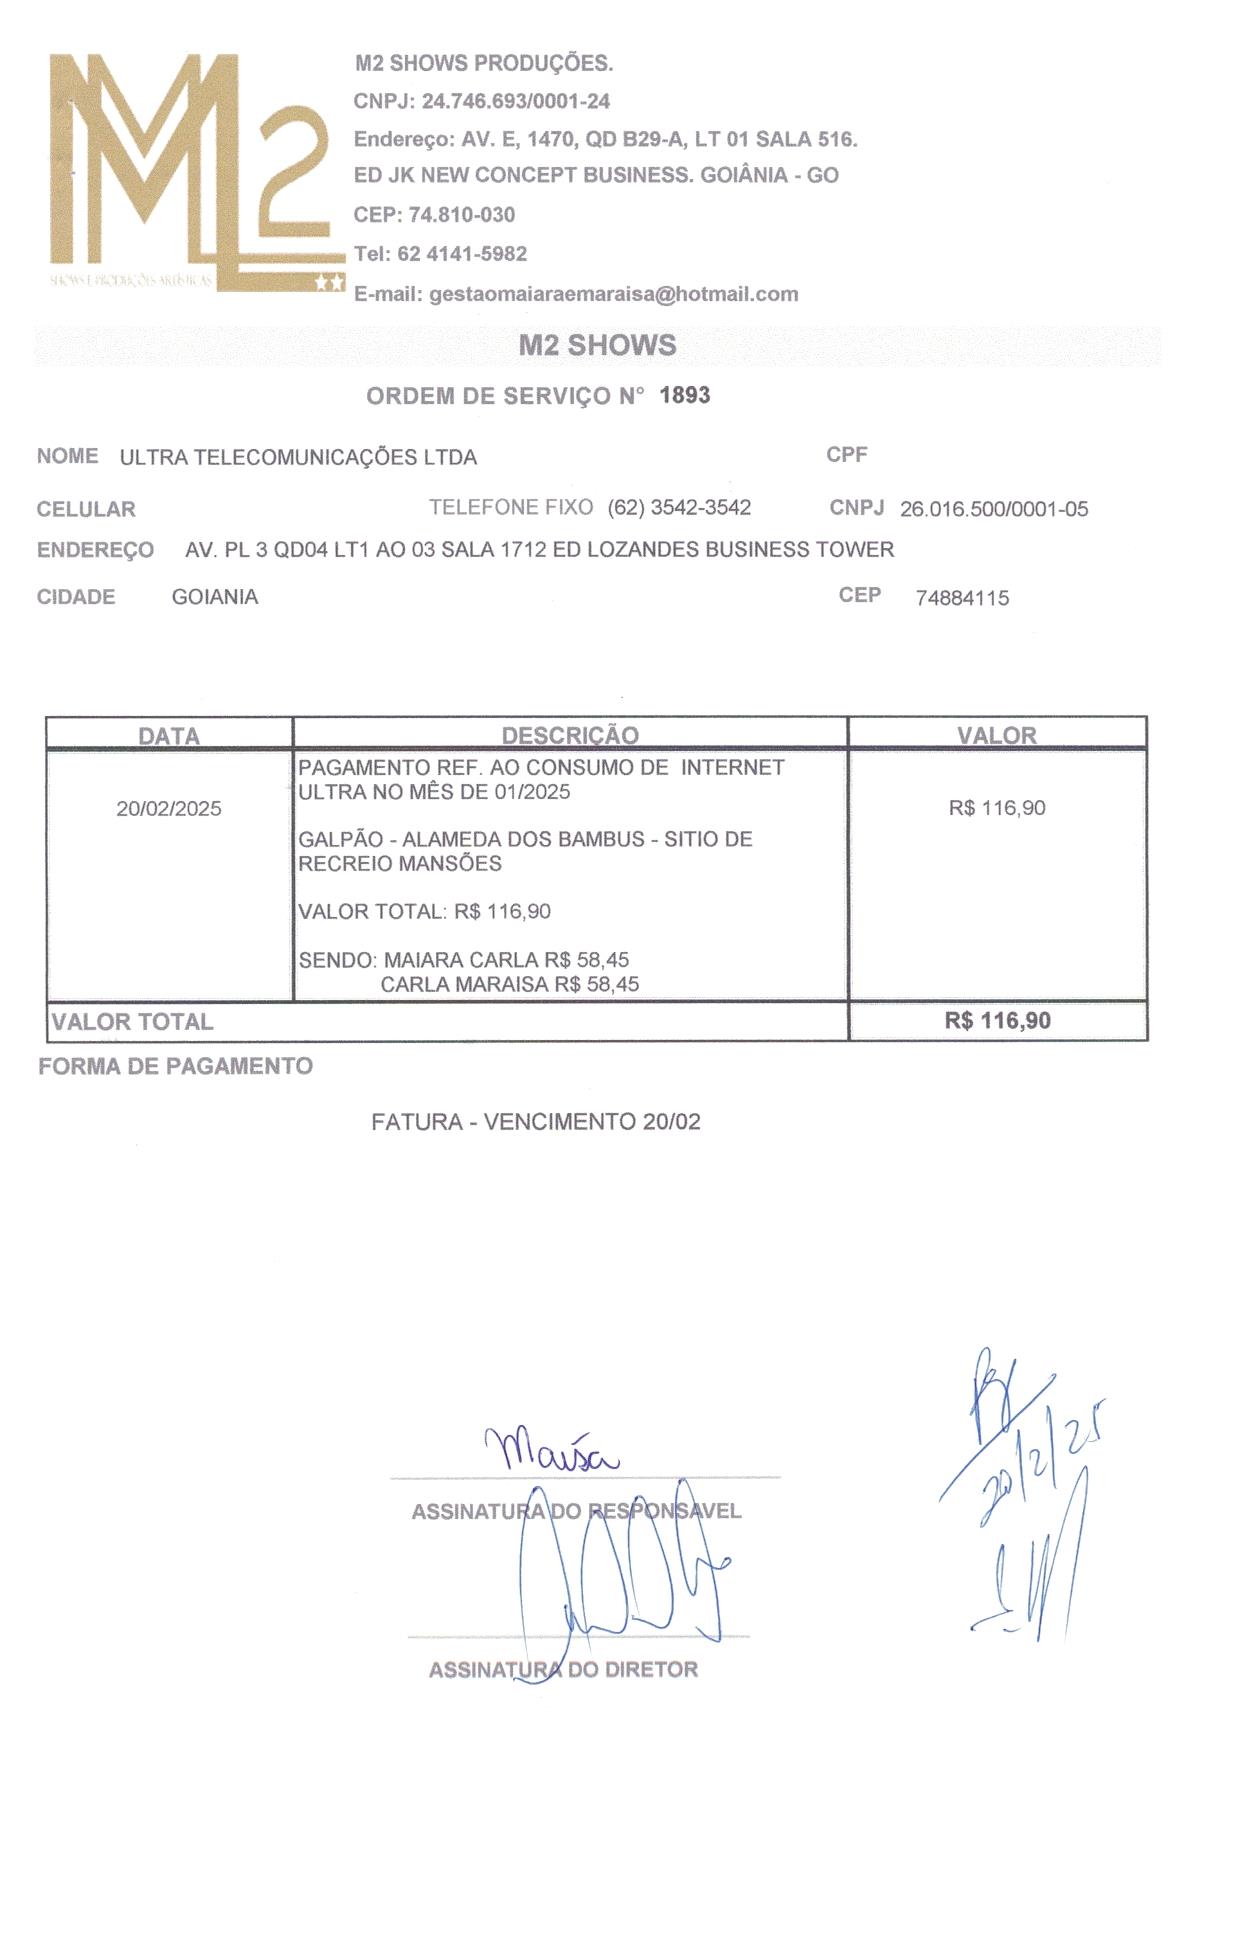 M2 SHOWS PRODUÇÕES.
CNPJ: 24.746.693/0001-24
Endereço: AV. E, 1470, QD B29-A, LT 01 SALA 516.
ED JK NEW CONCEPT BUSINESS. GOIÂNIA - GO
CEP: 74.810-030
Tel: 62 4141-5982
E-mail: gestaomaiaraemaraisa@hotmail.com
M2
SHOWS E PRODUÇÕES ARTÍSTICAS
M2 SHOWS
ORDEM DE SERVIÇO N° 1893
NOME ULTRA TELECOMUNICAÇÕES LTDA CPF
CELULAR TELEFONE FIXO (62) 3542-3542 CNPJ 26.016.500/0001-05
ENDEREÇO AV. PL 3 QD04 LT1 AO 03 SALA 1712 ED LOZANDES BUSINESS TOWER
CIDADE GOIANIA CEP 74884115
DATA DESCRIÇÃO VALOR
PAGAMENTO REF. AO CONSUMO DE INTERNET
ULTRA NO MÊS DE 01/2025
20/02/2025 R$ 116,90
GALPÃO - ALAMEDA DOS BAMBUS - SITIO DE
RECREIO MANSÕES
VALOR TOTAL: R$ 116,90
SENDO: MAIARA CARLA R$ 58,45
CARLA MARAISA R$ 58,45
VALOR TOTAL R$ 116,90
FORMA DE PAGAMENTO
FATURA - VENCIMENTO 20/02
20/2/25
Maísa
ASSINATURA DO RESPONSAVEL
ASSINATURA DO DIRETOR